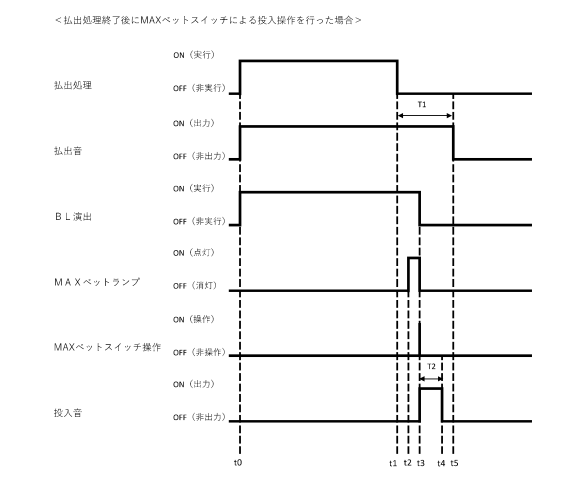 ＜払出処理終了後にMAXベットスイッチによる投入操作を行った場合＞
ON（実行）
払出処理
OFF（非実行）
T1
ON（出力）
払出音
OFF（非出力）
ON（実行）
ＢＬ演出
OFF（非実行）
ON（点灯）
ＭＡＸベットランプ
OFF（消灯）
ON（操作）
MAXベットスイッチ操作
OFF（非操作）
T2
ON（出力）
投入音
OFF（非出力）
t0 t1 t2 t3 t4 t5